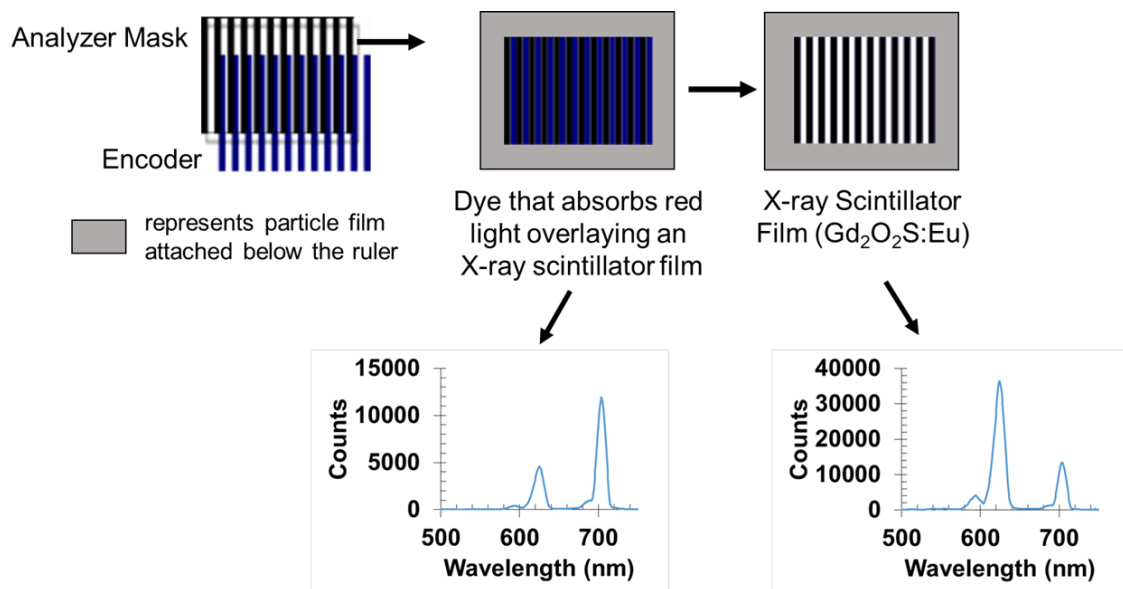 Analyzer Mask
Encoder
represents particle film
attached below the ruler
Dye that absorbs red
light overlaying an
X-ray scintillator film
X-ray Scintillator
Film (Gd₂O₂S:Eu)
15000
10000
5000
0
Counts
500
600
700
Wavelength (nm)
40000
30000
20000
10000
0
Counts
500
600
700
Wavelength (nm)